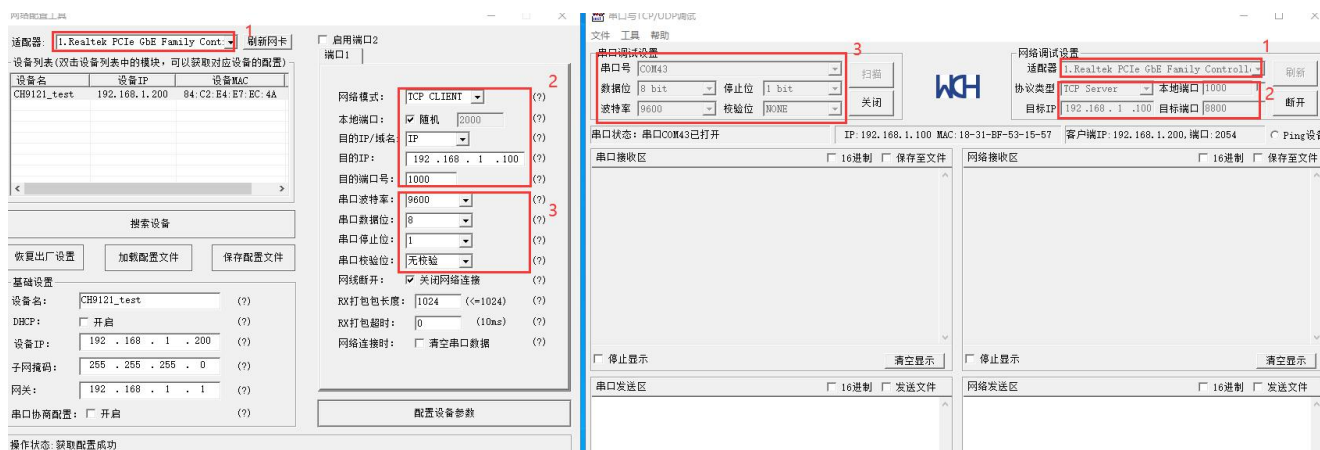 网络配置工具
适配器: 1.Realtek PCIe GbE Family Cont: 1 刷新网卡
设备列表(双击设备列表中的模块，可以获取对应设备的配置)
设备名 设备IP 设备MAC
CH9121_test 192.168.1.200 84:C2:E4:E7:EC:4A
搜索设备
恢复出厂设置 加载配置文件 保存配置文件
基础设置
设备名: CH9121_test (?)
DHCP: 开启 (?)
设备IP: 192 . 168 . 1 . 200 (?)
子网掩码: 255 . 255 . 255 . 0 (?)
网关: 192 . 168 . 1 . 1 (?)
串口协商配置: 开启 (?)
操作状态:获取配置成功
启用端口2
端口1
2
网络模式: TCP CLIENT (?)
本地端口: 随机 2000 (?)
目的IP/域名: IP (?)
目的IP: 192 .168 . 1 .100 (?)
目的端口号: 1000 (?)
串口波特率: 9600 (?)
3
串口数据位: 8 (?)
串口停止位: 1 (?)
串口校验位: 无校验 (?)
网线断开: 关闭网络连接 (?)
RX打包包长度: 1024 (<=1024) (?)
RX打包超时: 0 (10ms) (?)
网络连接时: 清空串口数据 (?)
配置设备参数
串口与TCP/UDP调试
文件 工具 帮助
串口调试设置 3
串口号 COM43 扫描
数据位 8 bit 停止位 1 bit
波特率 9600 校验位 NONE 关闭
WCH
网络调试设置 1
适配器 1.Realtek PCIe GbE Family Controll. 刷新
协议类型 TCP Server 本地端口 1000 2
目标IP 192 .168 . 1 .100 目标端口 8800 断开
串口状态: 串口COM43已打开 IP:192.168.1.100 MAC:18-31-BF-53-15-57 客户端IP:192.168.1.200,端口:2054 Ping设备
串口接收区 16进制 保存至文件
网络接收区 16进制 保存至文件
停止显示 清空显示
停止显示 清空显示
串口发送区 16进制 发送文件
网络发送区 16进制 发送文件